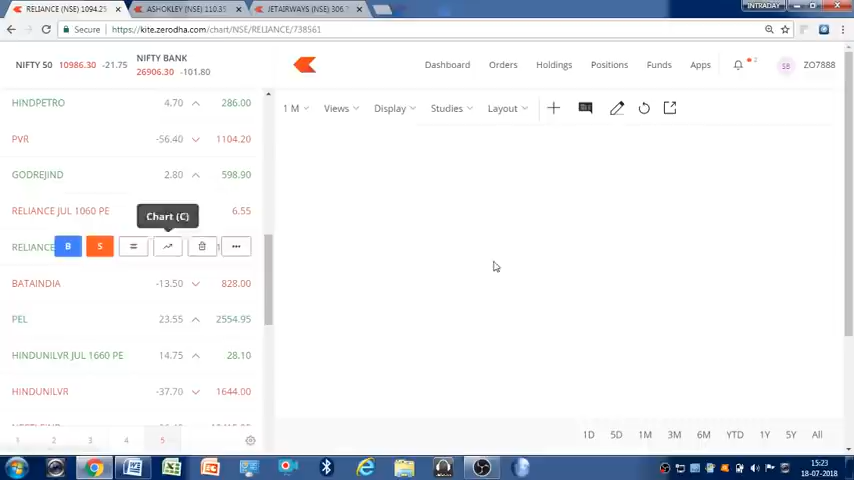 RELIANCE (NSE) 1094.25
ASHOKLEY (NSE) 110.35
JETAIRWAYS (NSE) 306.
INTRADAY
Secure
https://kite.zerodha.com/chart/NSE/RELIANCE/738561
NIFTY 50 10986.30 -21.75
NIFTY BANK
26906.30 -101.80
Dashboard Orders Holdings Positions Funds Apps
2
SB
ZO7888
HINDPETRO 4.70 286.00
1 M Views Display Studies Layout
PVR -56.40 1104.20
GODREJIND 2.80 598.90
RELIANCE JUL 1060 PE 6.55
Chart (C)
RELIANCE B S 1
BATAINDIA -13.50 828.00
PEL 23.55 2554.95
HINDUNILVR JUL 1660 PE 14.75 28.10
HINDUNILVR -37.70 1644.00
1 2 3 4 5
1D 5D 1M 3M 6M YTD 1Y 5Y All
15:23
18-07-2018